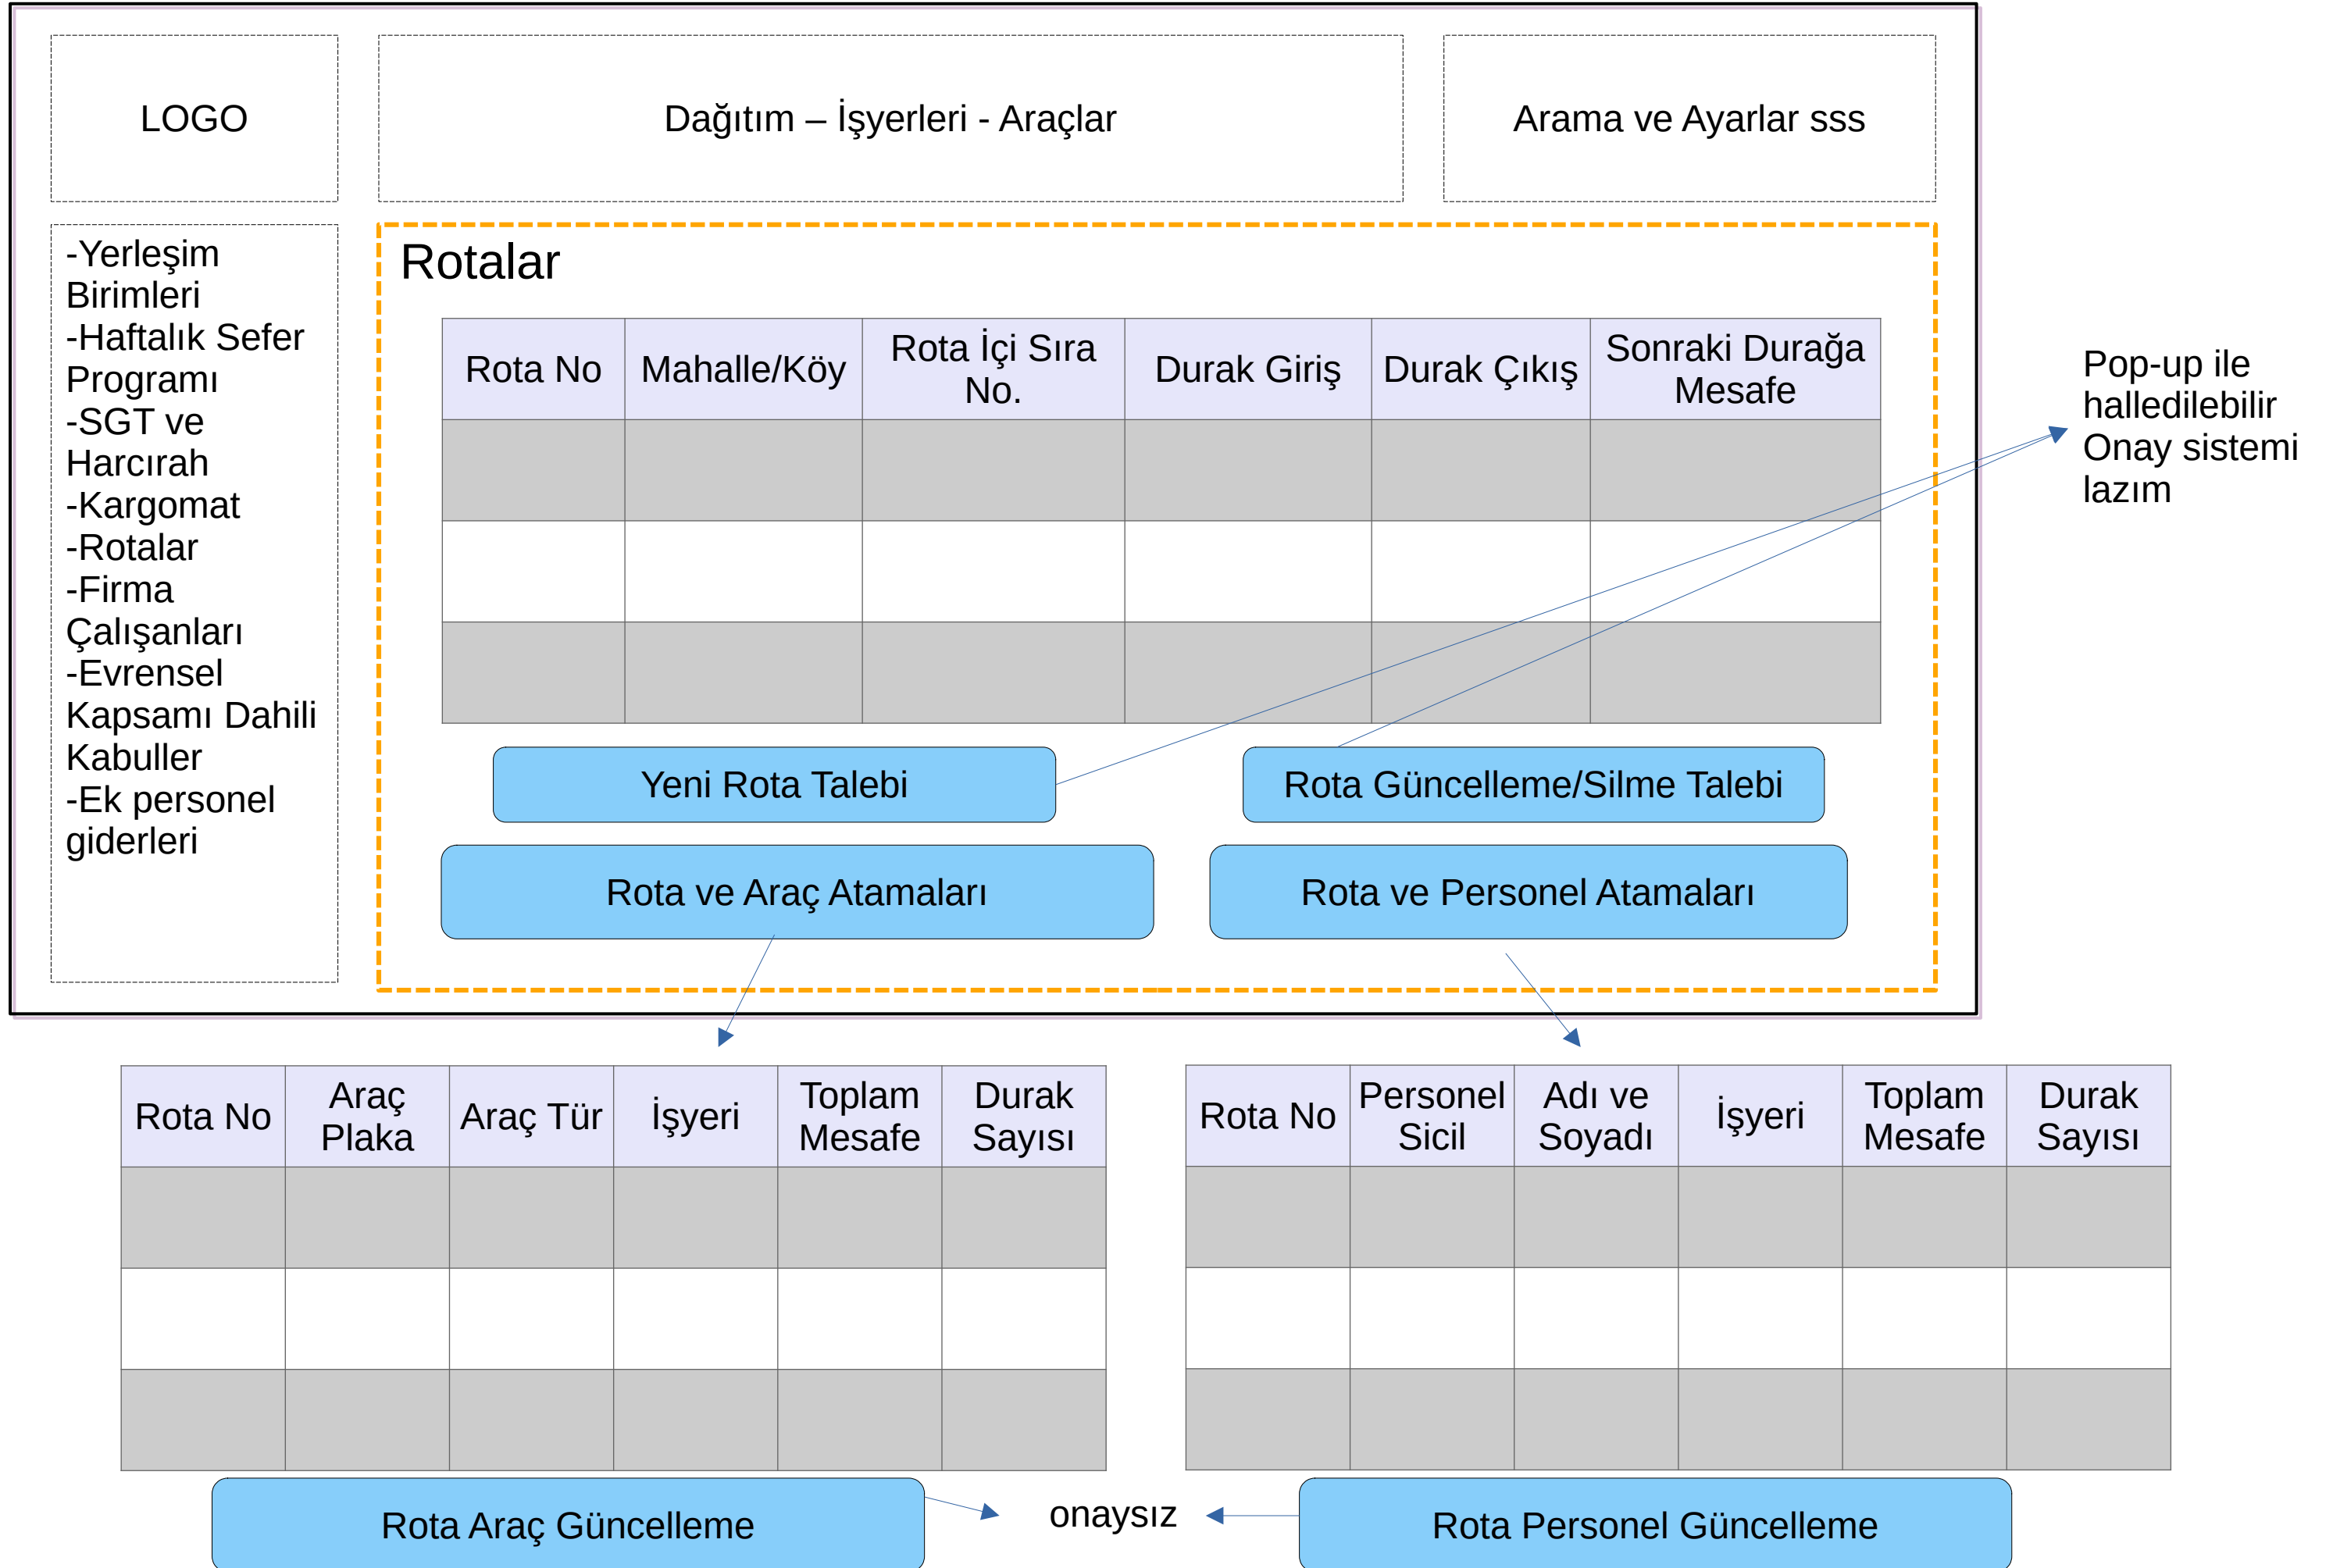 LOGO
Dağıtım – İşyerleri - Araçlar
Arama ve Ayarlar sss
-Yerleşim
Birimleri
-Haftalık Sefer
Programı
-SGT ve
Harcırah
-Kargomat
-Rotalar
-Firma
Çalışanları
-Evrensel
Kapsamı Dahili
Kabuller
-Ek personel
giderleri
Rotalar
Rota No
Mahalle/Köy
Rota İçi Sıra
No.
Durak Giriş
Durak Çıkış
Sonraki Durağa
Mesafe
Pop-up ile
halledilebilir
Onay sistemi
lazım
Yeni Rota Talebi
Rota Güncelleme/Silme Talebi
Rota ve Araç Atamaları
Rota ve Personel Atamaları
Rota No
Araç
Plaka
Araç Tür
İşyeri
Toplam
Mesafe
Durak
Sayısı
Rota No
Personel
Sicil
Adı ve
Soyadı
İşyeri
Toplam
Mesafe
Durak
Sayısı
Rota Araç Güncelleme
onaysız
Rota Personel Güncelleme